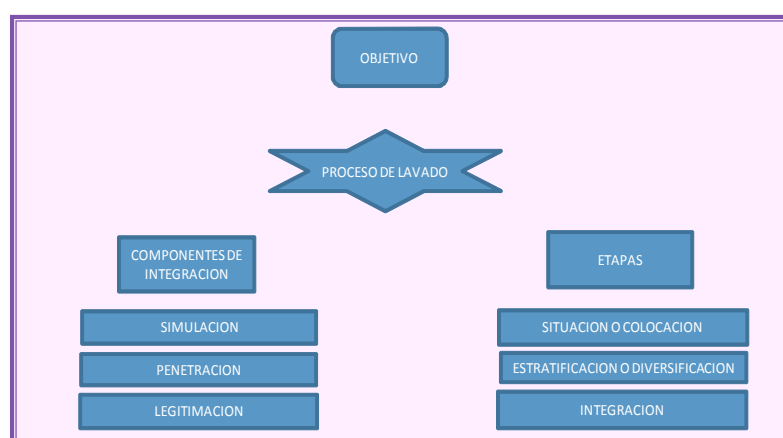 OBJETIVO
PROCESO DE LAVADO
COMPONENTES DE
INTEGRACION
SIMULACION
PENETRACION
LEGITIMACION
ETAPAS
SITUACION O COLOCACION
ESTRATIFICACION O DIVERSIFICACION
INTEGRACION